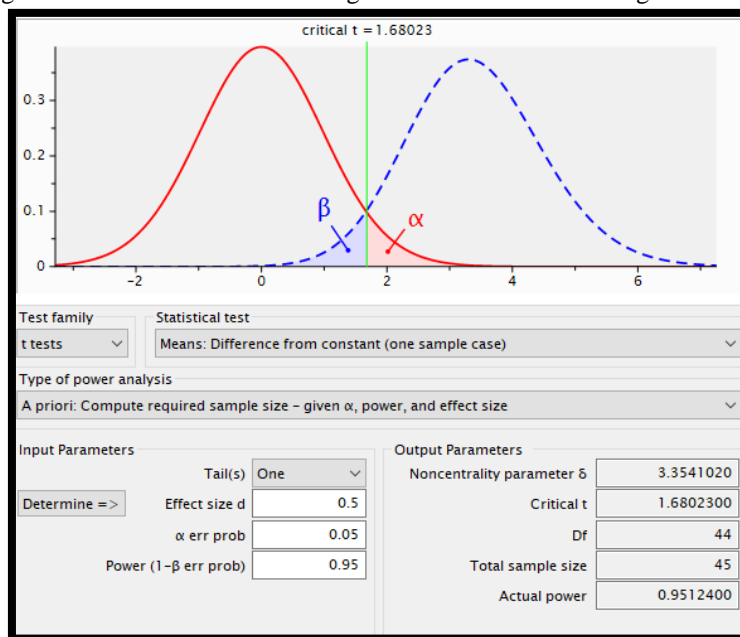 critical t = 1.68023
0.3
0.2
0.1
0
β
α
-2
0
2
4
6
Test family
Statistical test
t tests
Means: Difference from constant (one sample case)
Type of power analysis
A priori: Compute required sample size – given α, power, and effect size
Input Parameters
Output Parameters
Tail(s) One
Noncentrality parameter δ 3.3541020
Determine => Effect size d 0.5
Critical t 1.6802300
α err prob 0.05
Df 44
Power (1-β err prob) 0.95
Total sample size 45
Actual power 0.9512400